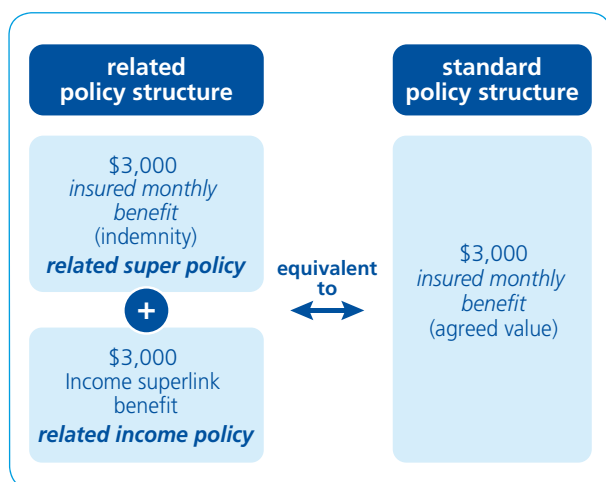 related
policy structure
standard
policy structure
$3,000
insured monthly
benefit
(indemnity)
related super policy
+
$3,000
Income superlink
benefit
related income policy
equivalent
to
$3,000
insured monthly
benefit
(agreed value)